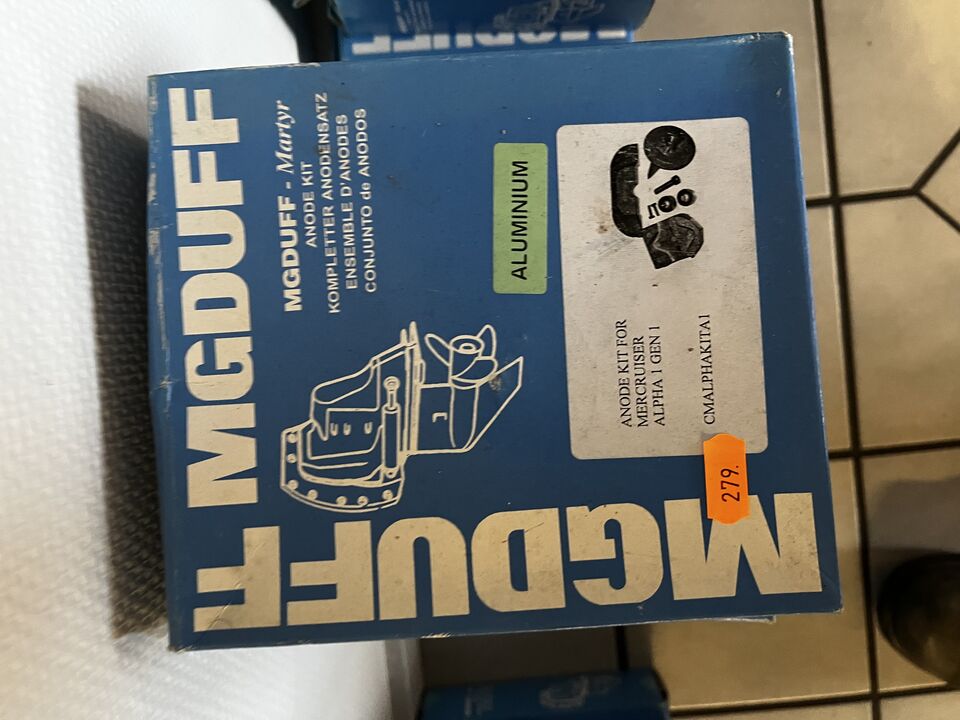 MGDUFF
MGDUFF
MGDUFF - Martyr
ANODE KIT
KOMPLETTER ANODENSATZ
ENSEMBLE D'ANODES
CONJUNTO de ANODOS
ALUMINIUM
ANODE KIT FOR
MERCRUISER
ALPHA 1 GEN 1
CMALPHAKITA1
279.
MGDUFF